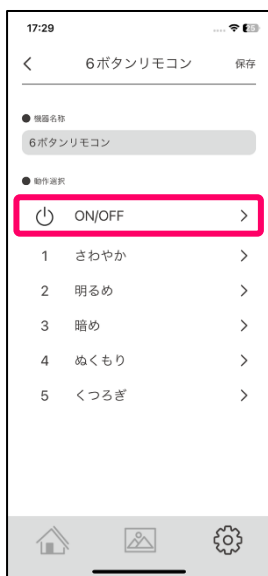 17:29
25
6ボタンリモコン
保存
● 機器名称
6ボタンリモコン
● 動作選択
ON/OFF
1 さわやか
2 明るめ
3 暗め
4 ぬくもり
5 くつろぎ